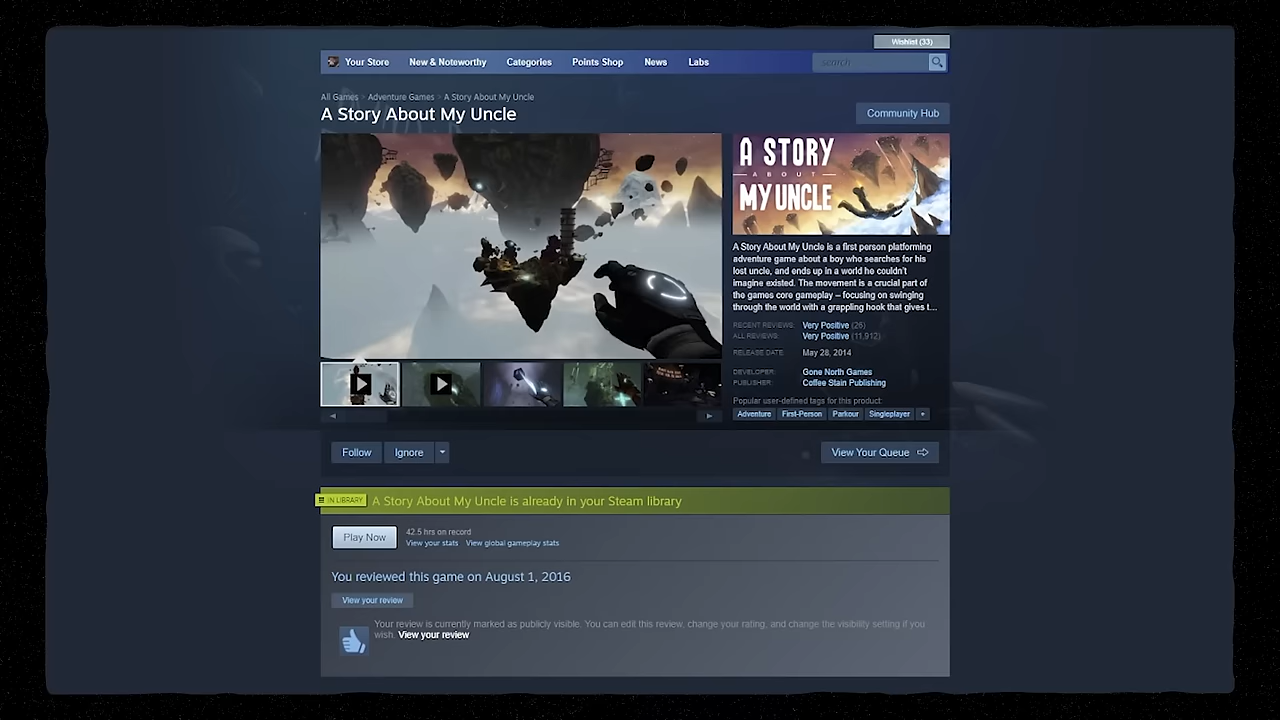 Wishlist (33)
Your Store New & Noteworthy Categories Points Shop News Labs search
All Games > Adventure Games > A Story About My Uncle
A Story About My Uncle
Community Hub
A STORY
ABOUT
MY UNCLE
A Story About My Uncle is a first person platforming
adventure game about a boy who searches for his
lost uncle, and ends up in a world he couldn't
imagine existed. The movement is a crucial part of
the games core gameplay – focusing on swinging
through the world with a grappling hook that gives t...
RECENT REVIEWS: Very Positive (26)
ALL REVIEWS: Very Positive (11,912)
RELEASE DATE: May 28, 2014
DEVELOPER: Gone North Games
PUBLISHER: Coffee Stain Publishing
Popular user-defined tags for this product:
Adventure First-Person Parkour Singleplayer +
Follow Ignore View Your Queue
IN LIBRARY A Story About My Uncle is already in your Steam library
Play Now
42.5 hrs on record
View your stats View global gameplay stats
You reviewed this game on August 1, 2016
View your review
Your review is currently marked as publicly visible. You can edit this review, change your rating, and change the visibility setting if you
wish. View your review